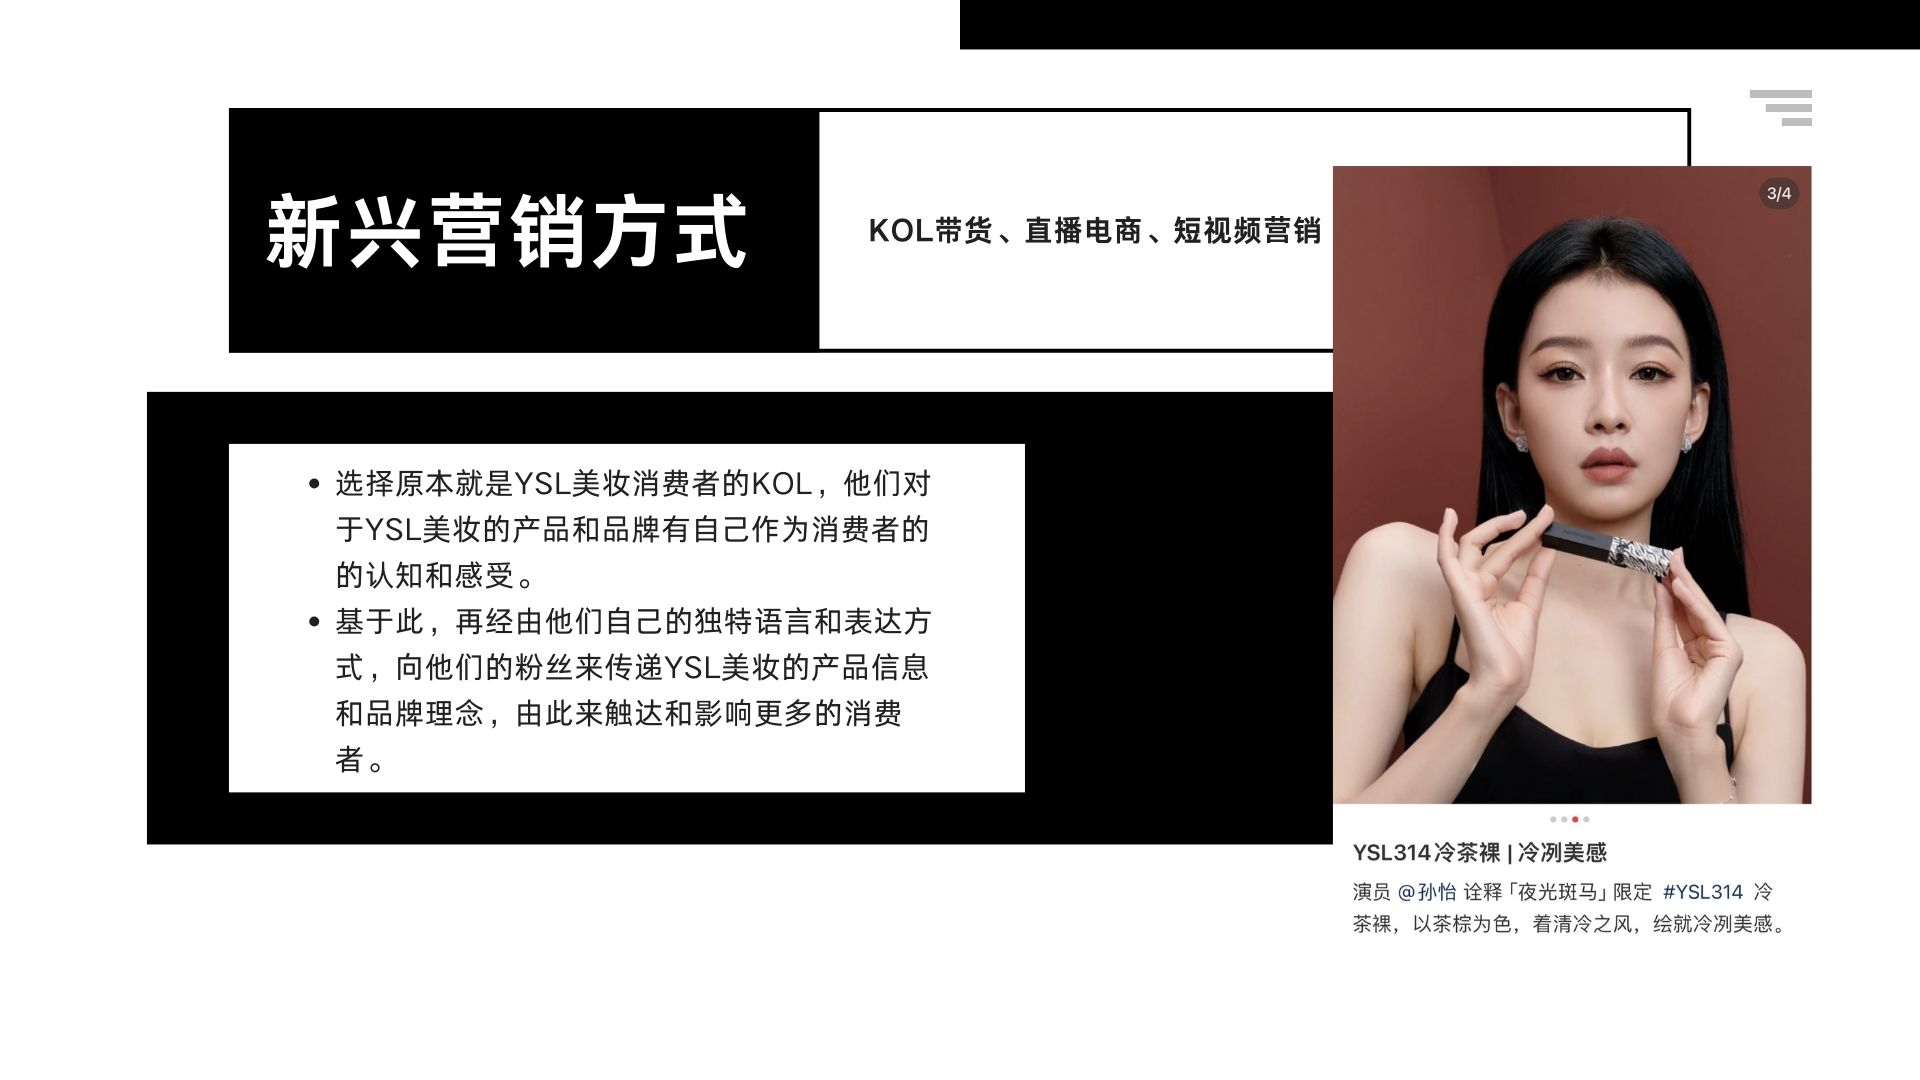 新兴营销方式
KOL带货、直播电商、短视频营销
3/4
选择原本就是YSL美妆消费者的KOL，他们对
于YSL美妆的产品和品牌有自己作为消费者的
的认知和感受。
基于此，再经由他们自己的独特语言和表达方
式，向他们的粉丝来传递YSL美妆的产品信息
和品牌理念，由此来触达和影响更多的消费
者。
YSL314冷茶裸 | 冷冽美感
演员 @孙怡 诠释「夜光斑马」限定 #YSL314 冷
茶裸，以茶棕为色，着清冷之风，绘就冷冽美感。